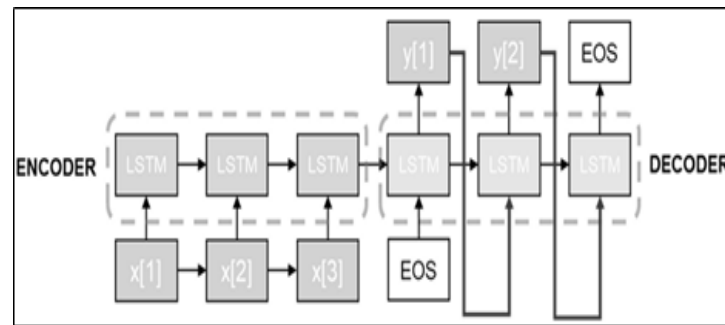 y[1] y[2] EOS
ENCODER LSTM LSTM LSTM LSTM LSTM LSTM DECODER
x[1] x[2] x[3] EOS